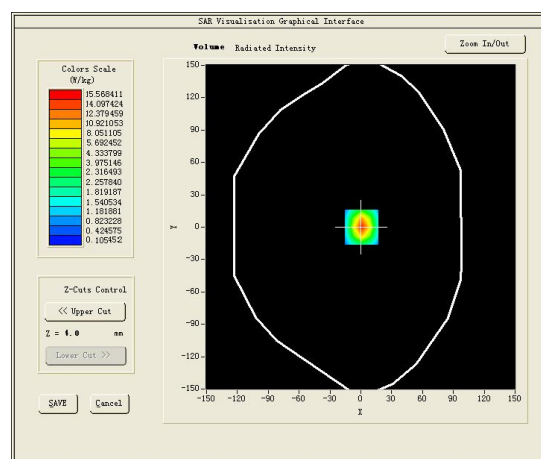 SAR Visualisation Graphical Interface
Volume Radiated Intensity
Zoom In/Out
Colors Scale
(W/kg)
15.568411
14.097424
12.379459
10.921053
8.051105
5.692452
4.333799
3.975146
2.316493
2.257840
1.819187
1.540534
1.181881
0.823228
0.424575
0.105452
Z-Cuts Control
<< Upper Cut
Z = 4.0 mm
Lower Cut >>
SAVE Cancel
150
120
90
60
30
0
-30
-60
-90
-120
-150
Y
-150 -120 -90 -60 -30 0 30 60 90 120 150
X